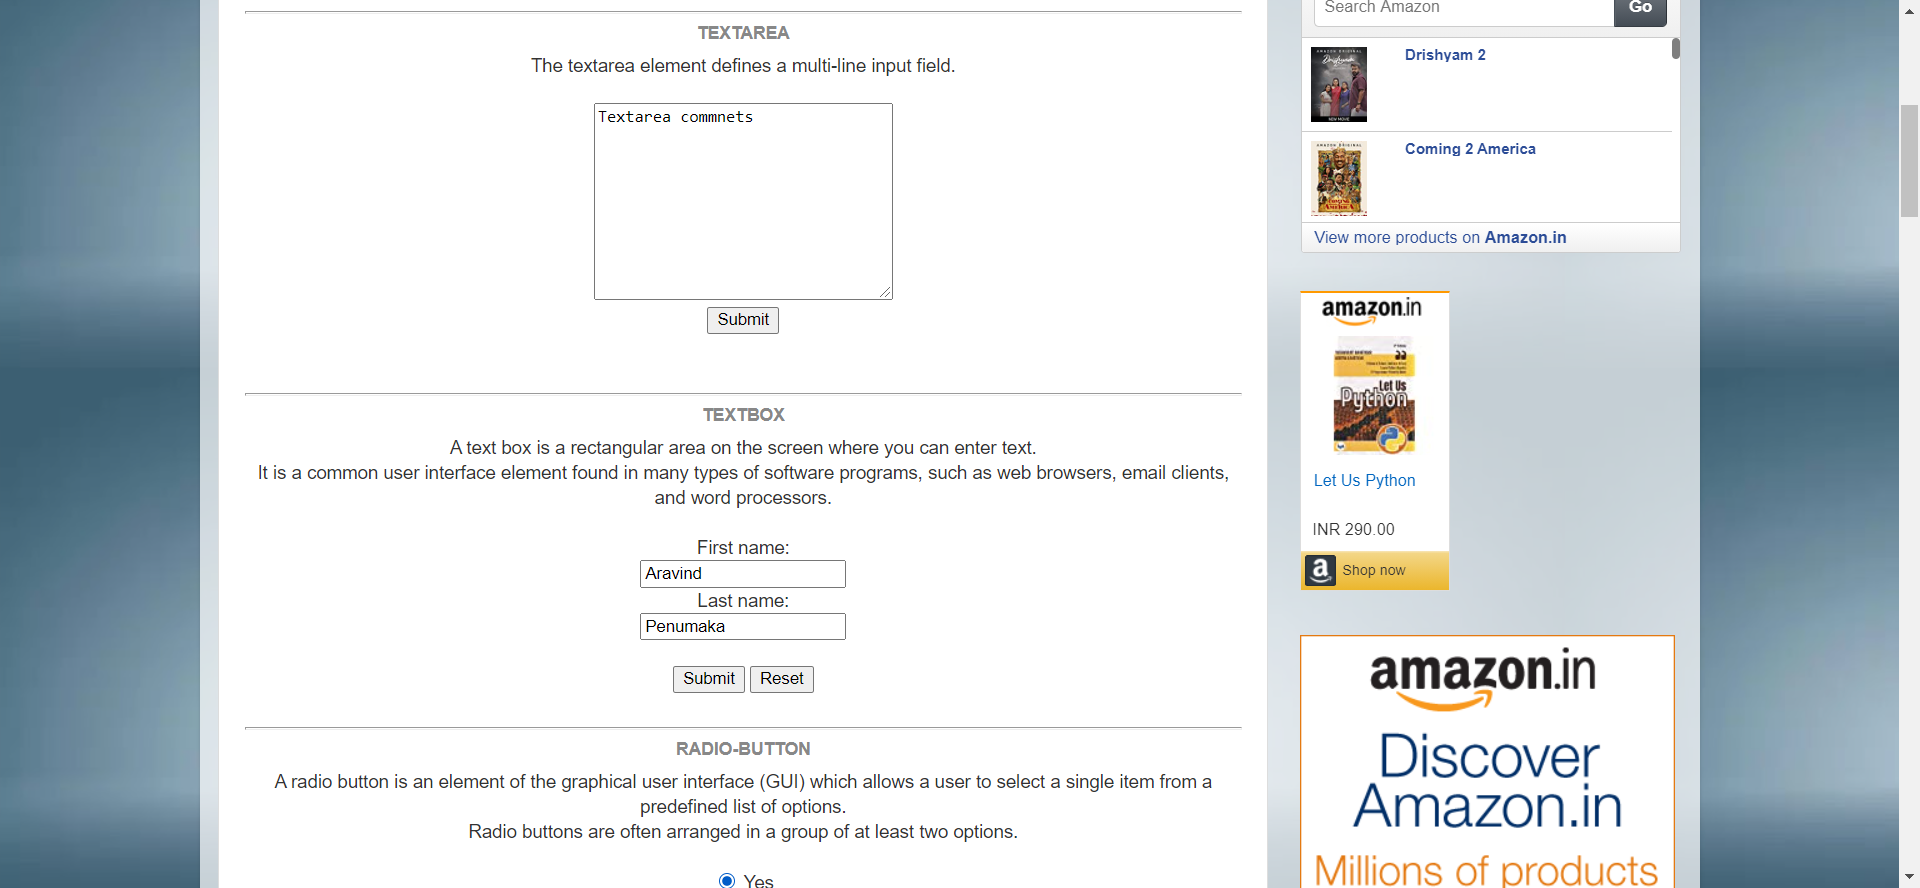 TEXTAREA
The textarea element defines a multi-line input field.
Textarea commnets
Submit
TEXTBOX
A text box is a rectangular area on the screen where you can enter text.
It is a common user interface element found in many types of software programs, such as web browsers, email clients,
and word processors.
First name:
Aravind
Last name:
Penumaka
Submit Reset
RADIO-BUTTON
A radio button is an element of the graphical user interface (GUI) which allows a user to select a single item from a
predefined list of options.
Radio buttons are often arranged in a group of at least two options.
Yes
Search Amazon Go
AMAZON ORIGINAL
Drishyam 2
NEW MOVIE
Coming 2 America
AMAZON ORIGINAL
View more products on Amazon.in
amazon.in
Let Us
Python
Let Us Python
INR 290.00
a Shop now
amazon.in
Discover
Amazon.in
Millions of products